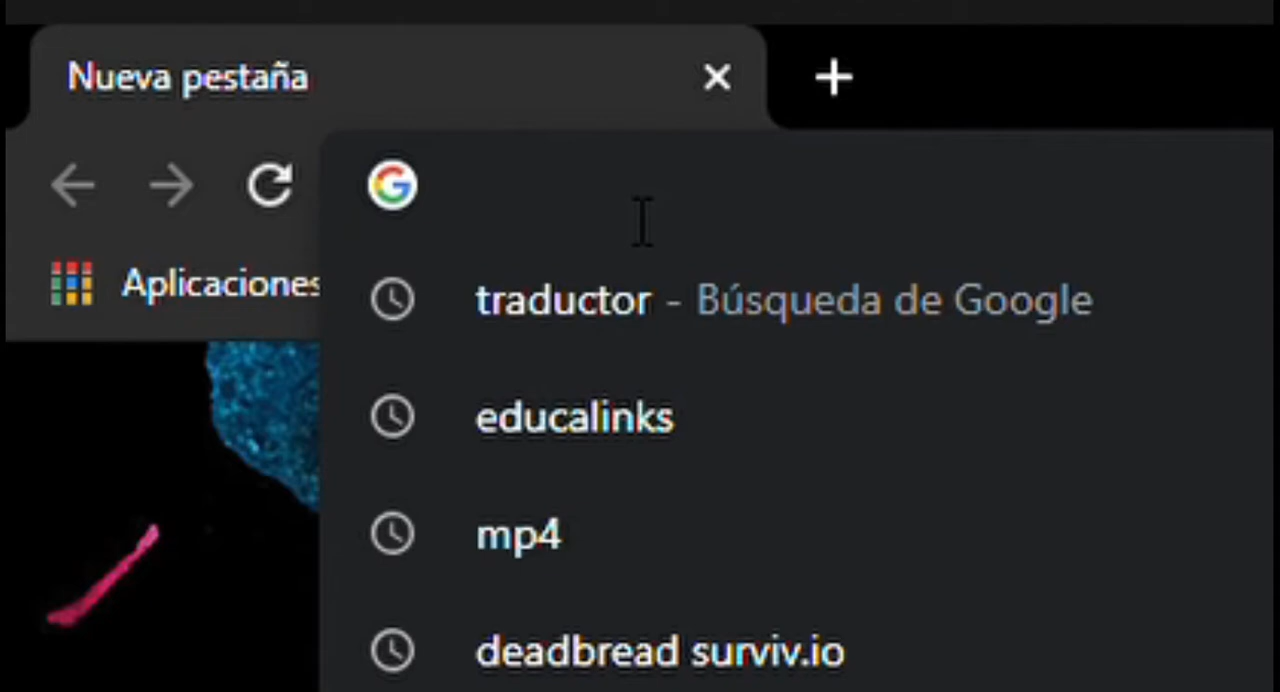 Nueva pestaña
Aplicaciones
traductor - Búsqueda de Google
educalinks
mp4
deadbread surviv.io